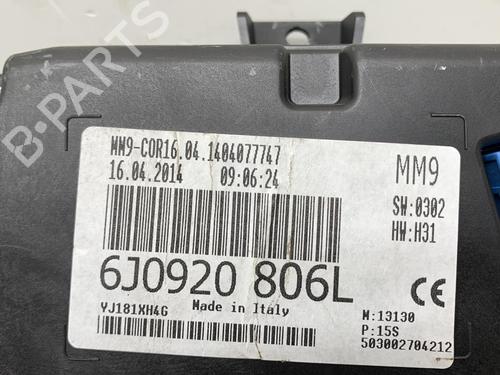 B-PARTS
MM9-COR16.04.1404077747
16.04.2014 09:06:24
MM9
SW:0302
HW:H31
6J0920 806L
Made in Italy
YJ181XH4G
CE
M:13130
P:15S
503002704212